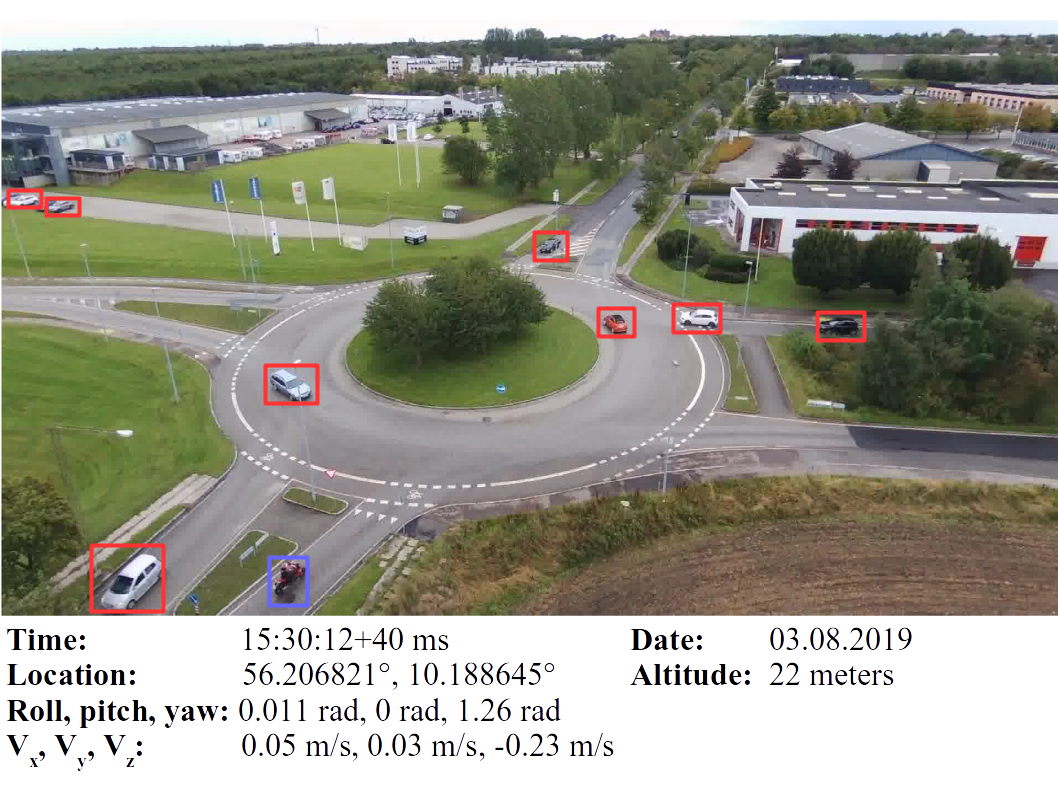 Time: 15:30:12+40 ms Date: 03.08.2019
Location: 56.206821°, 10.188645° Altitude: 22 meters
Roll, pitch, yaw: 0.011 rad, 0 rad, 1.26 rad
Vx, Vy, Vz: 0.05 m/s, 0.03 m/s, -0.23 m/s